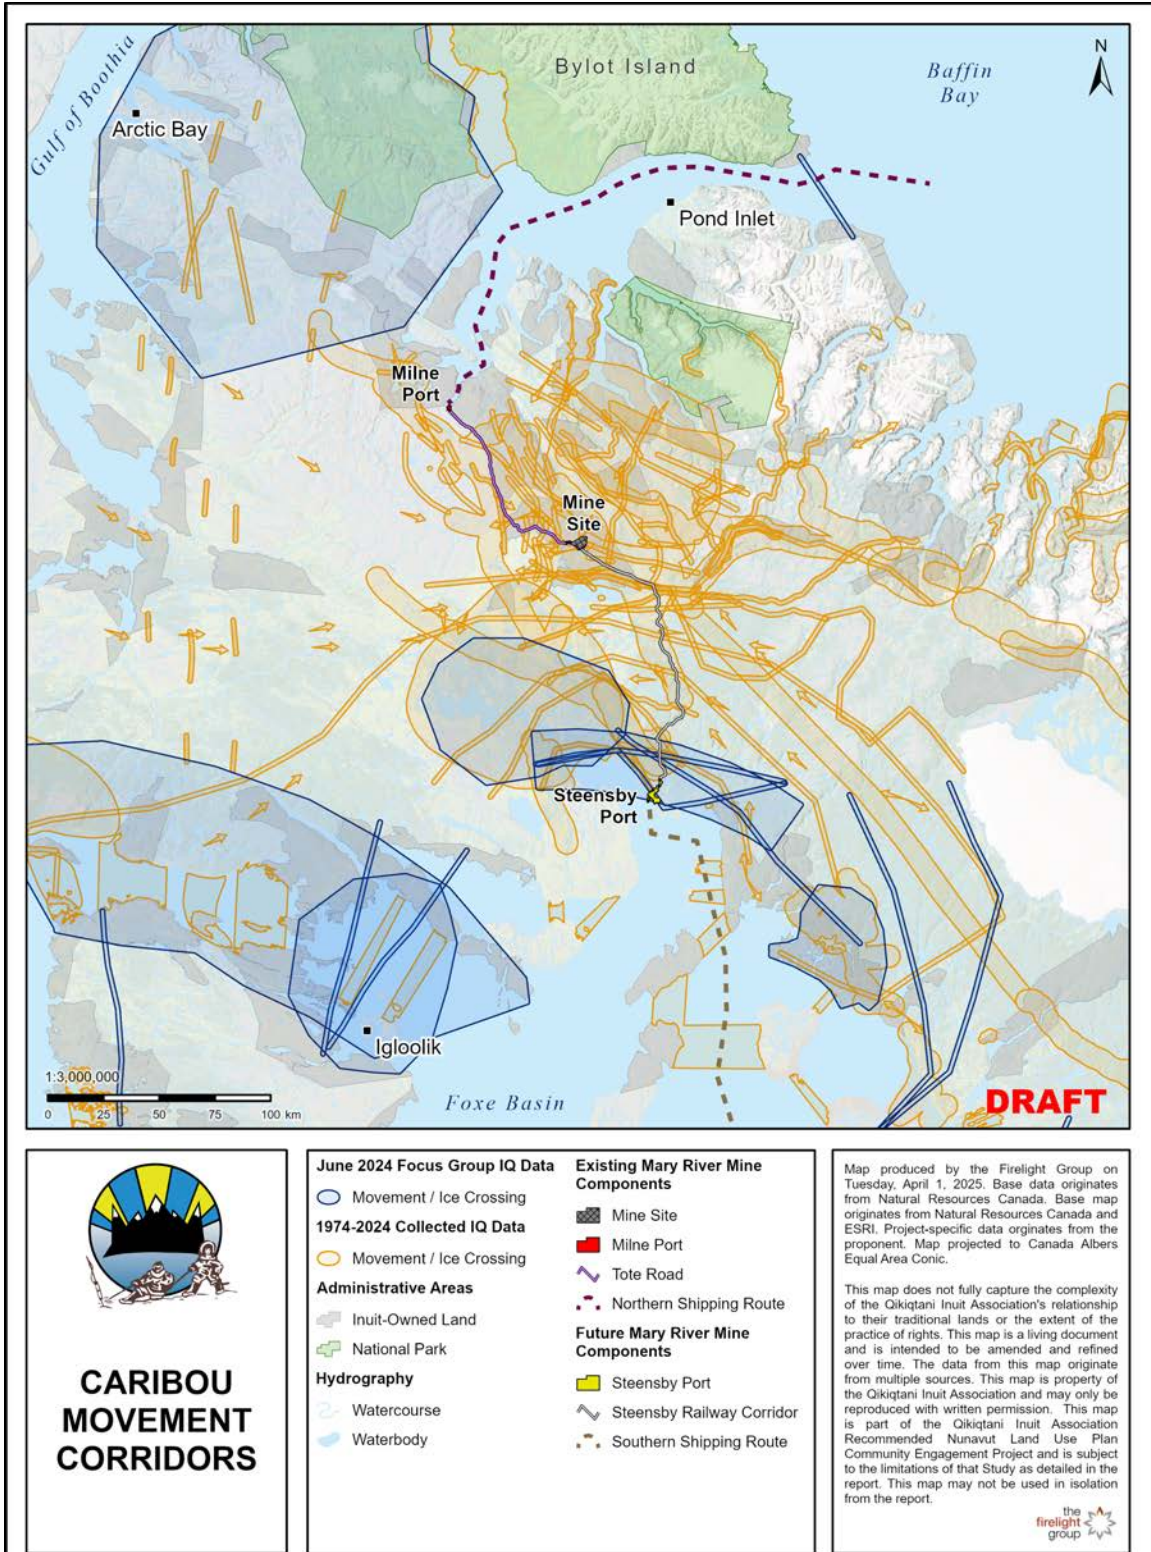 Gulf of Boothia
Arctic Bay
Bylot Island
Baffin
Bay
N
Pond Inlet
Milne
Port
Mine
Site
Steensby
Port
Igloolik
1:3,000,000
0 25 50 75 100 km
Foxe Basin
DRAFT
CARIBOU
MOVEMENT
CORRIDORS
June 2024 Focus Group IQ Data
Movement / Ice Crossing
1974-2024 Collected IQ Data
Movement / Ice Crossing
Administrative Areas
Inuit-Owned Land
National Park
Hydrography
Watercourse
Waterbody
Existing Mary River Mine
Components
Mine Site
Milne Port
Tote Road
Northern Shipping Route
Future Mary River Mine
Components
Steensby Port
Steensby Railway Corridor
Southern Shipping Route
Map produced by the Firelight Group on
Tuesday, April 1, 2025. Base data originates
from Natural Resources Canada. Base map
originates from Natural Resources Canada and
ESRI. Project-specific data orginates from the
proponent. Map projected to Canada Albers
Equal Area Conic.
This map does not fully capture the complexity
of the Qikiqtani Inuit Association's relationship
to their traditional lands or the extent of the
practice of rights. This map is a living document
and is intended to be amended and refined
over time. The data from this map originate
from multiple sources. This map is property of
the Qikiqtani Inuit Association and may only be
reproduced with written permission. This map
is part of the Qikiqtani Inuit Association
Recommended Nunavut Land Use Plan
Community Engagement Project and is subject
to the limitations of that Study as detailed in the
report. This map may not be used in isolation
from the report.
the
firelight
group